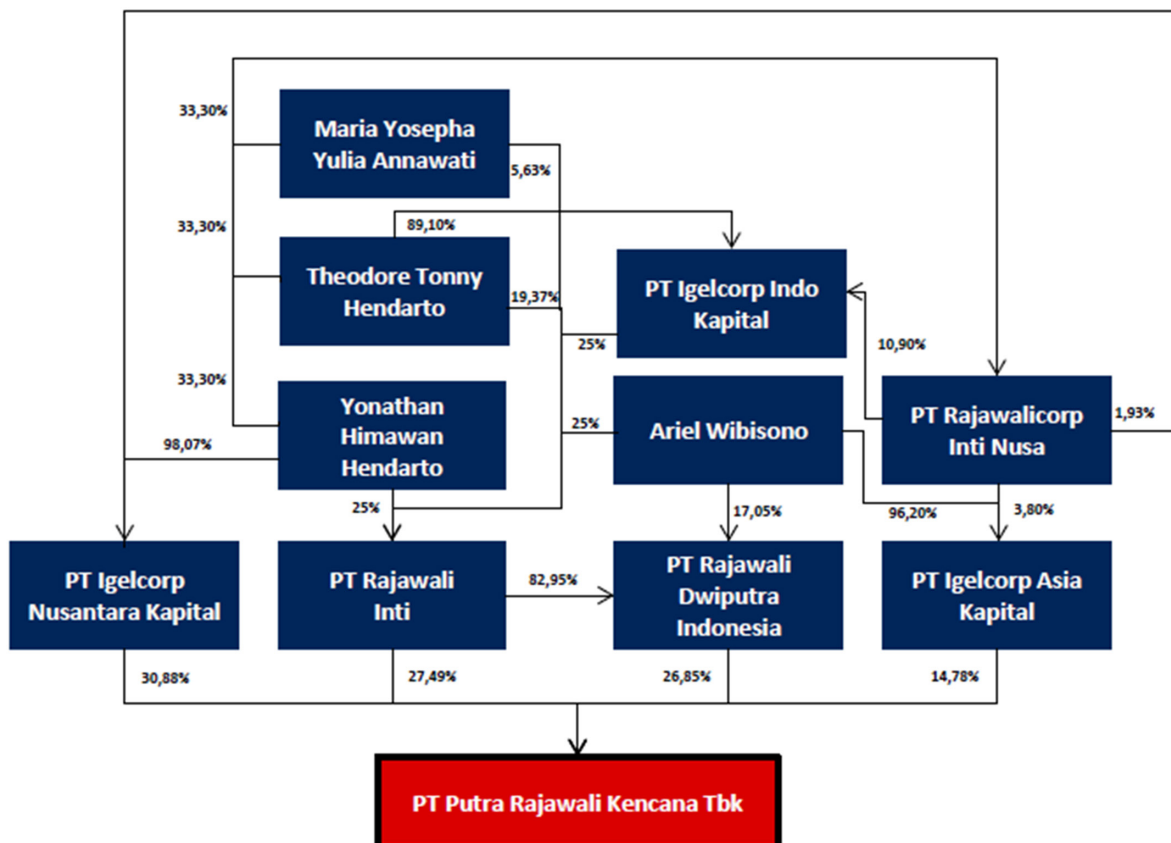 33,30%
Maria Yosepha
Yulia Annawati
5,63%
33,30%
89,10%
Theodore Tonny
Hendarto
19,37%
PT Igelcorp Indo
Kapital
25%
10,90%
33,30%
Yonathan
Himawan
Hendarto
98,07%
25%
25%
Ariel Wibisono
PT Rajawalicorp
Inti Nusa
1,93%
17,05%
96,20%
3,80%
PT Igelcorp
Nusantara Kapital
PT Rajawali
Inti
82,95%
PT Rajawali
Dwiputra
Indonesia
PT Igelcorp Asia
Kapital
30,88%
27,49%
26,85%
14,78%
PT Putra Rajawali Kencana Tbk